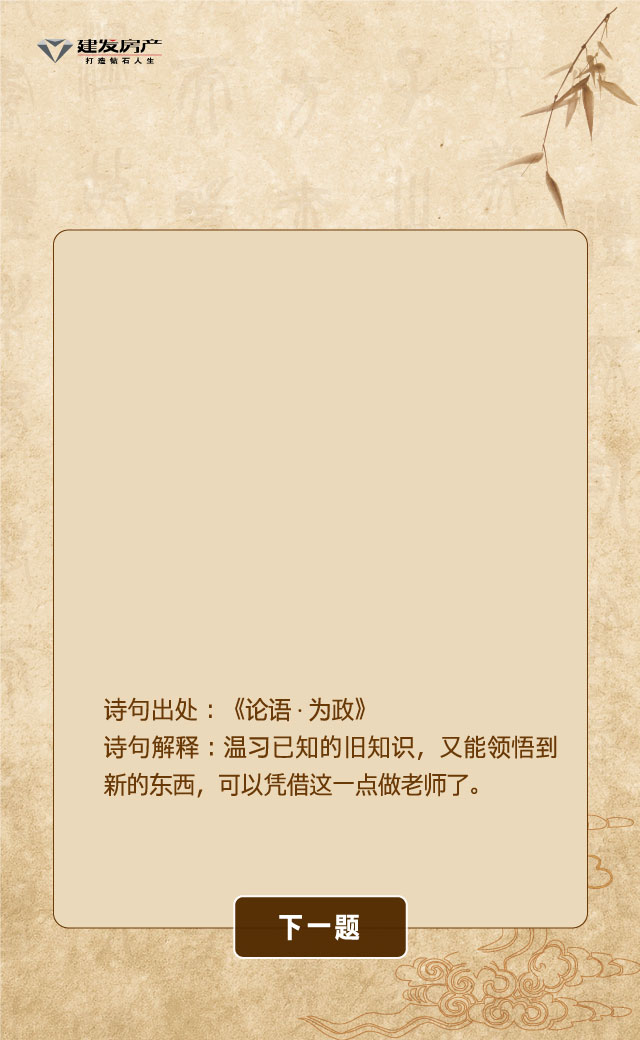 建发房产
打造钻石人生
诗句出处：《论语·为政》
诗句解释：温习已知的旧知识，又能领悟到
新的东西，可以凭借这一点做老师了。
下一题